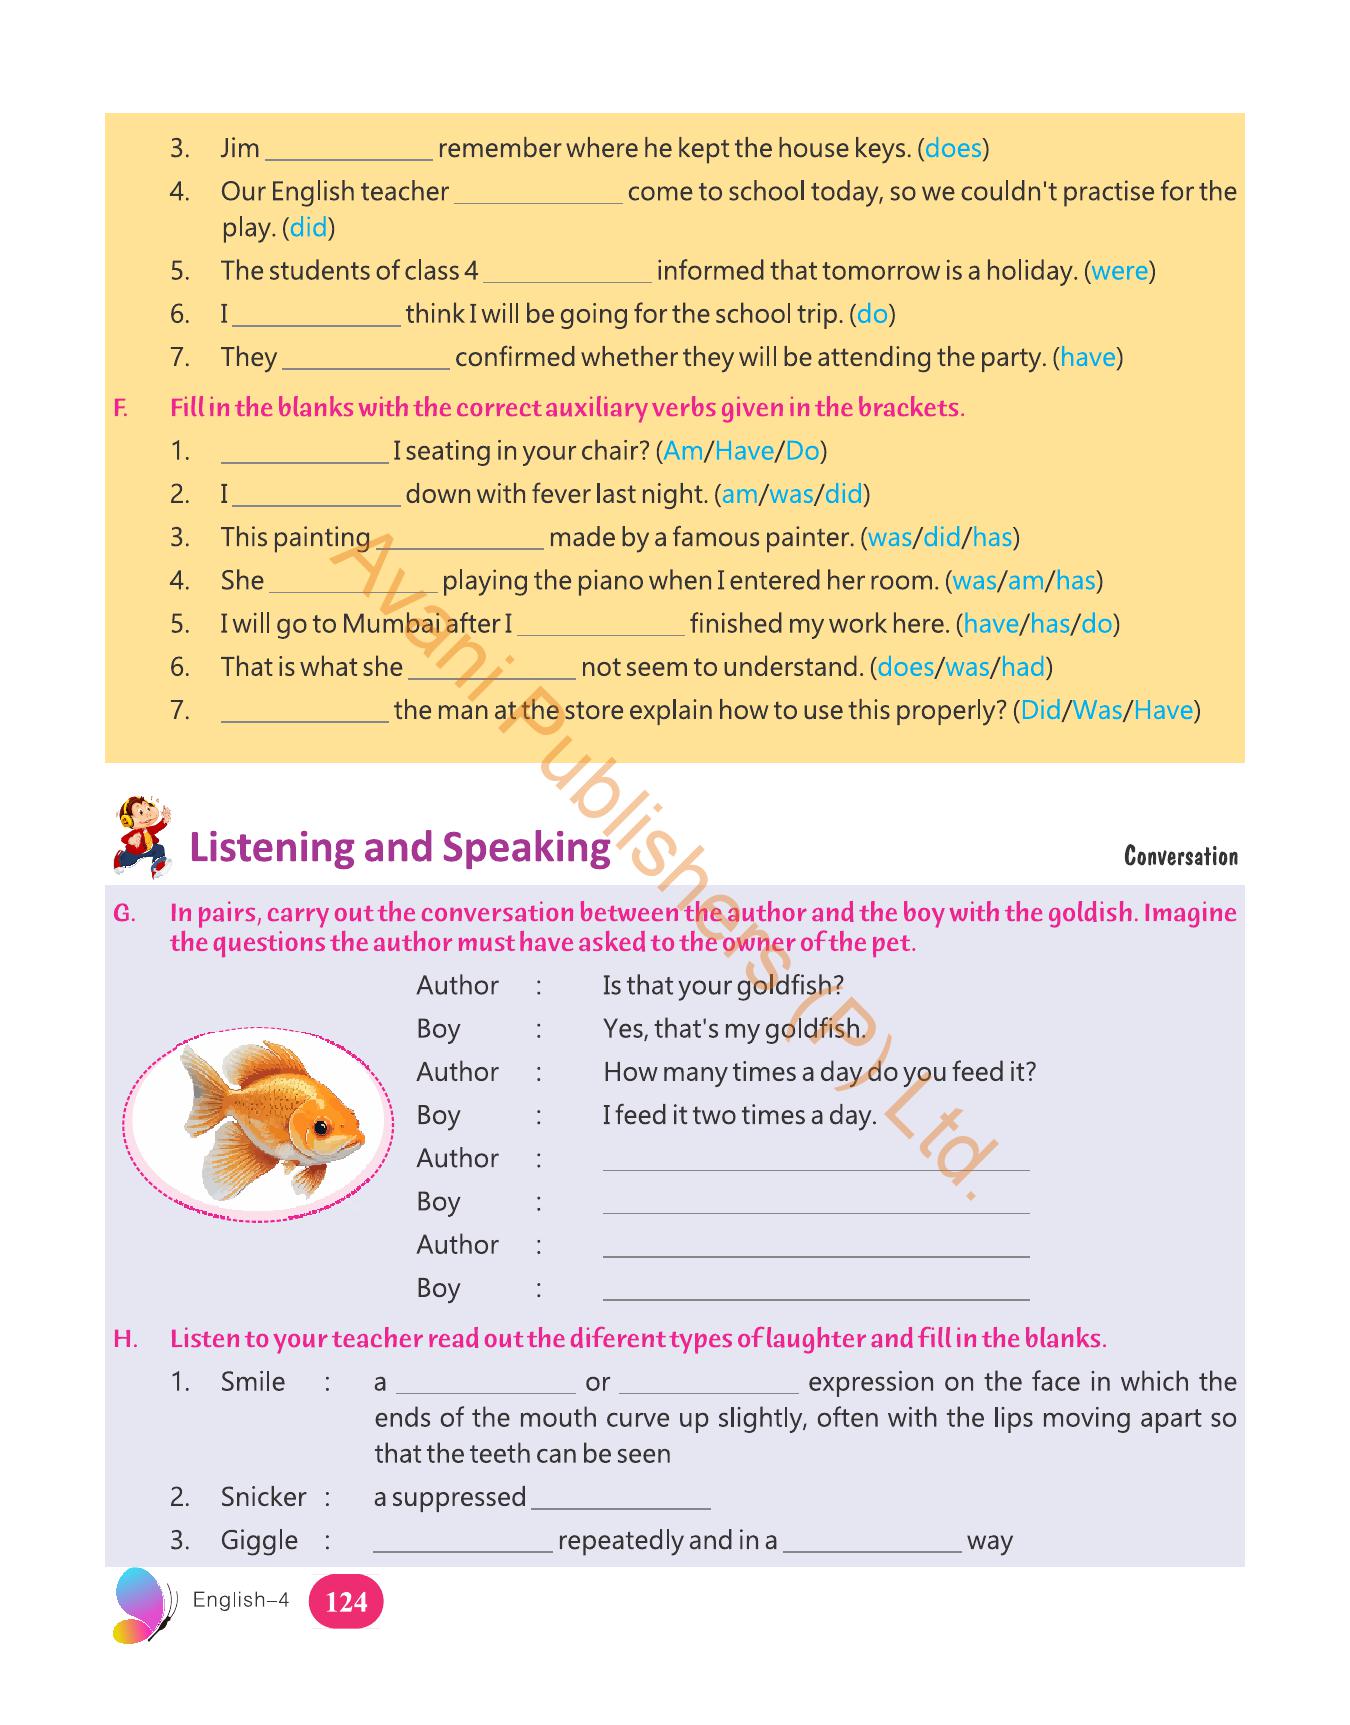 3. Jim ____________ remember where he kept the house keys. (does)
4. Our English teacher ____________ come to school today, so we couldn't practise for the
play. (did)
5. The students of class 4 ____________ informed that tomorrow is a holiday. (were)
6. I ____________ think I will be going for the school trip. (do)
7. They ____________ confirmed whether they will be attending the party. (have)
F. Fill in the blanks with the correct auxiliary verbs given in the brackets.
1. ____________ I seating in your chair? (Am/Have/Do)
2. I ____________ down with fever last night. (am/was/did)
3. This painting ____________ made by a famous painter. (was/did/has)
4. She ____________ playing the piano when I entered her room. (was/am/has)
5. I will go to Mumbai after I ____________ finished my work here. (have/has/do)
6. That is what she ____________ not seem to understand. (does/was/had)
7. ____________ the man at the store explain how to use this properly? (Did/Was/Have)
Avani Publishers (P) Ltd.
Listening and Speaking
Conversation
G. In pairs, carry out the conversation between the author and the boy with the goldish. Imagine
the questions the author must have asked to the owner of the pet.
Author : Is that your goldfish?
Boy : Yes, that's my goldfish.
Author : How many times a day do you feed it?
Boy : I feed it two times a day.
Author : ____________
Boy : ____________
Author : ____________
Boy : ____________
H. Listen to your teacher read out the diferent types of laughter and fill in the blanks.
1. Smile : a ____________ or ____________ expression on the face in which the
ends of the mouth curve up slightly, often with the lips moving apart so
that the teeth can be seen
2. Snicker : a suppressed ____________
3. Giggle : ____________ repeatedly and in a ____________ way
English–4 124